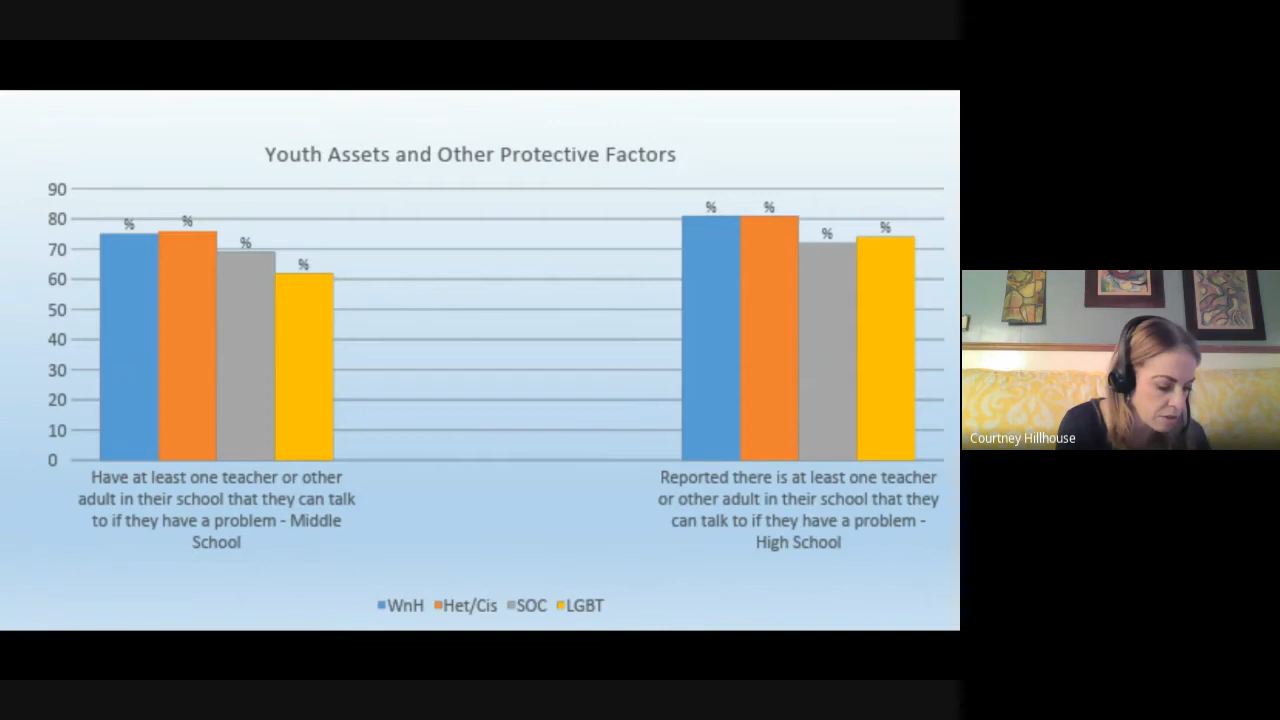 Youth Assets and Other Protective Factors
90
80
70
60
50
40
30
20
10
0
% % % %
% % % %
Have at least one teacher or other
adult in their school that they can talk
to if they have a problem - Middle
School
Reported there is at least one teacher
or other adult in their school that they
can talk to if they have a problem -
High School
WnH Het/Cis SOC LGBT
Courtney Hillhouse